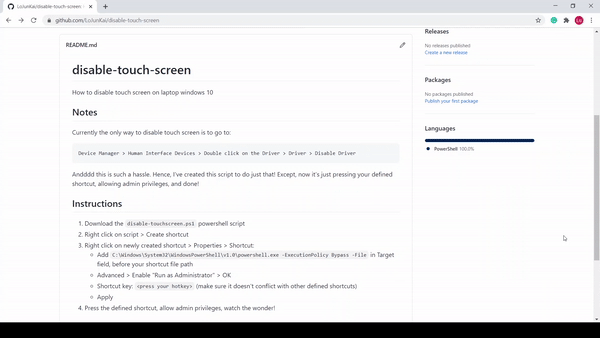 LoJunKai/disable-touch-screen
github.com/LoJunKai/disable-touch-screen
README.md
disable-touch-screen
How to disable touch screen on laptop windows 10
Notes
Currently the only way to disable touch screen is to go to:
Device Manager > Human Interface Devices > Double click on the Driver > Driver > Disable Driver
Andddd this is such a hassle. Hence, I've created this script to do just that! Except, now it's just pressing your defined
shortcut, allowing admin privileges, and done!
Instructions
1. Download the disable-touchscreen.ps1 powershell script
2. Right click on script > Create shortcut
3. Right click on newly created shortcut > Properties > Shortcut:
Add C:\Windows\System32\WindowsPowerShell\v1.0\powershell.exe -ExecutionPolicy Bypass -File in Target
field, before your shortcut file path
Advanced > Enable "Run as Administrator" > OK
Shortcut key: <press your hotkey> (make sure it doesn't conflict with other defined shortcuts)
Apply
4. Press the defined shortcut, allow admin privileges, watch the wonder!
Releases
No releases published
Create a new release
Packages
No packages published
Publish your first package
Languages
PowerShell 100.0%